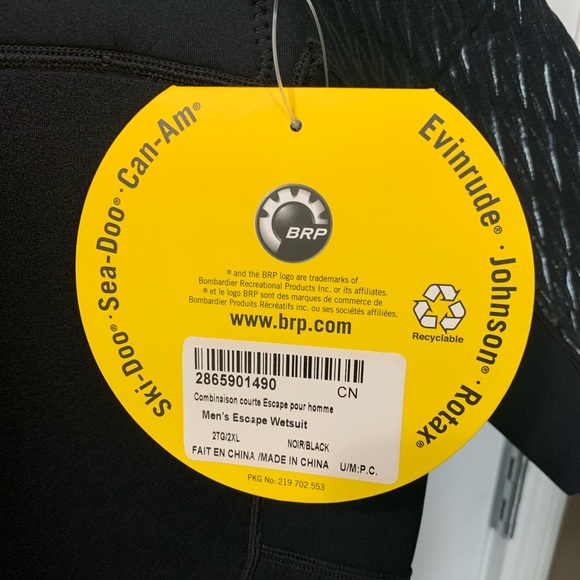 Ski-Doo® · Sea-Doo® · Can-Am®
Evinrude® · Johnson® · Rotax®
BRP
® and the BRP logo are trademarks of
Bombardier Recreational Products Inc. or its affiliates.
® et le logo BRP sont des marques de commerce de
Bombardier Produits Récréatifs inc. ou ses sociétés affiliées.
www.brp.com
Recyclable
2865901490
CN
Combinaison courte Escape pour homme
Men's Escape Wetsuit
2TG/2XL NOIR/BLACK
FAIT EN CHINA /MADE IN CHINA U/M:P.C.
PKG No: 219 702 553